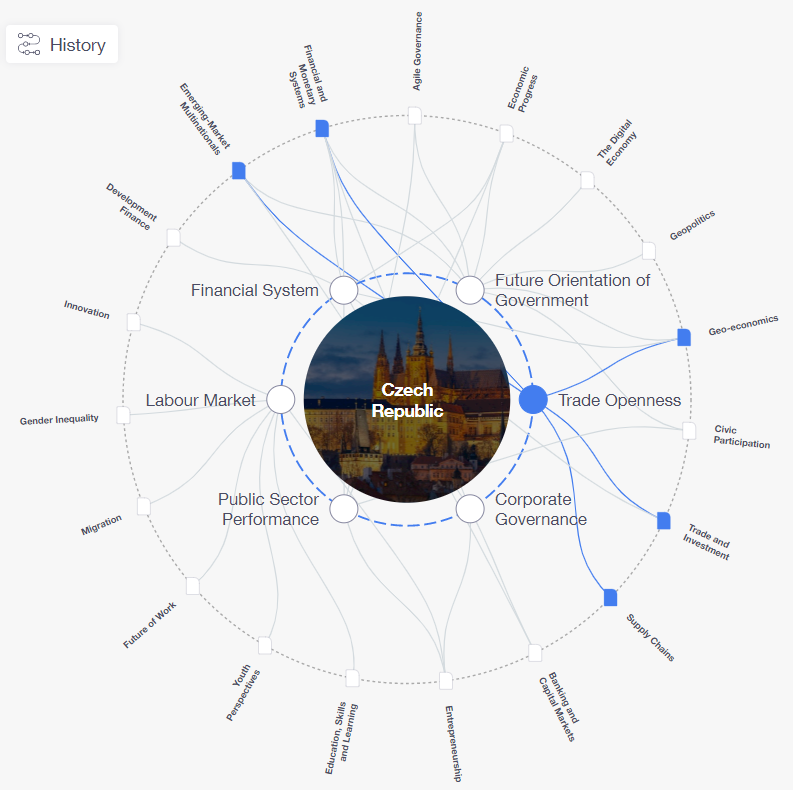 History
Agile Governance
Financial and
Monetary
Systems
Economic
Progress
Emerging-Market
Multinationals
The Digital
Economy
Development
Finance
Geopolitics
Financial System
Future Orientation of
Government
Innovation
Geo-economics
Labour Market
Czech
Republic
Trade Openness
Gender Inequality
Civic
Participation
Public Sector
Performance
Corporate
Governance
Migration
Trade and
Investment
Future of Work
Supply Chains
Youth
Perspectives
Banking and
Capital Markets
Education, Skills
and Learning
Entrepreneurship